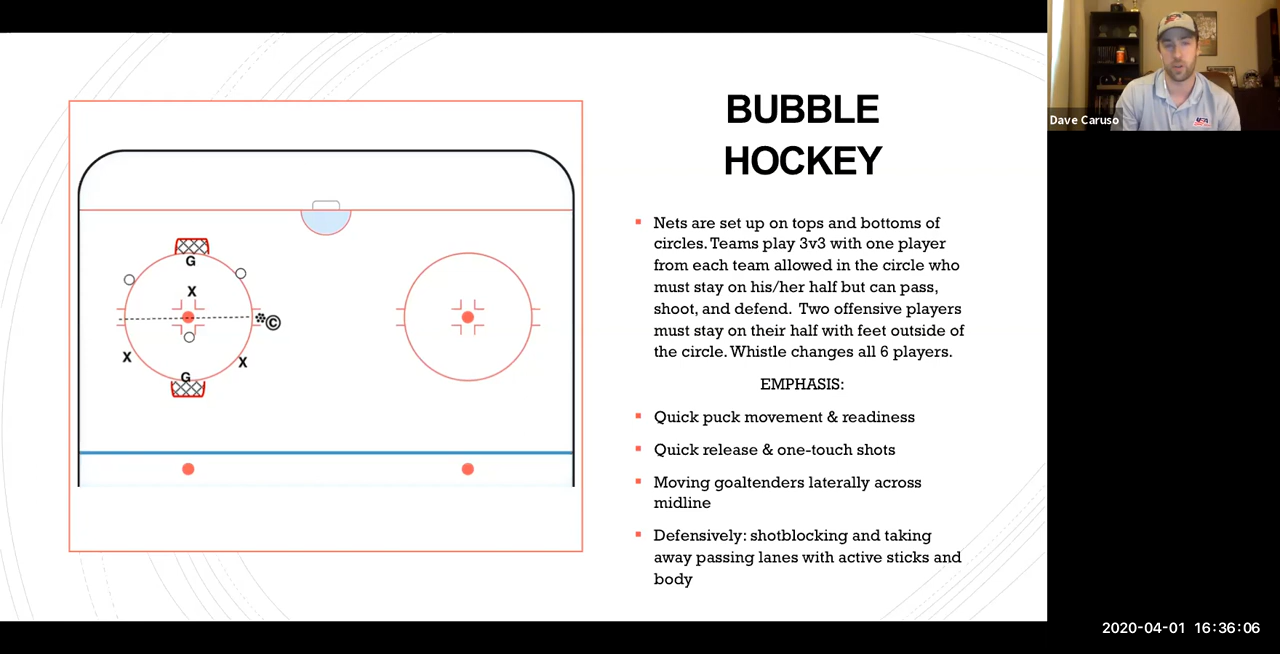 BUBBLE
HOCKEY
Nets are set up on tops and bottoms of
circles. Teams play 3v3 with one player
from each team allowed in the circle who
must stay on his/her half but can pass,
shoot, and defend. Two offensive players
must stay on their half with feet outside of
the circle. Whistle changes all 6 players.
EMPHASIS:
Quick puck movement & readiness
Quick release & one-touch shots
Moving goaltenders laterally across
midline
Defensively: shotblocking and taking
away passing lanes with active sticks and
body
G
X
C
X
X
G
Dave Caruso
2020-04-01 16:36:06